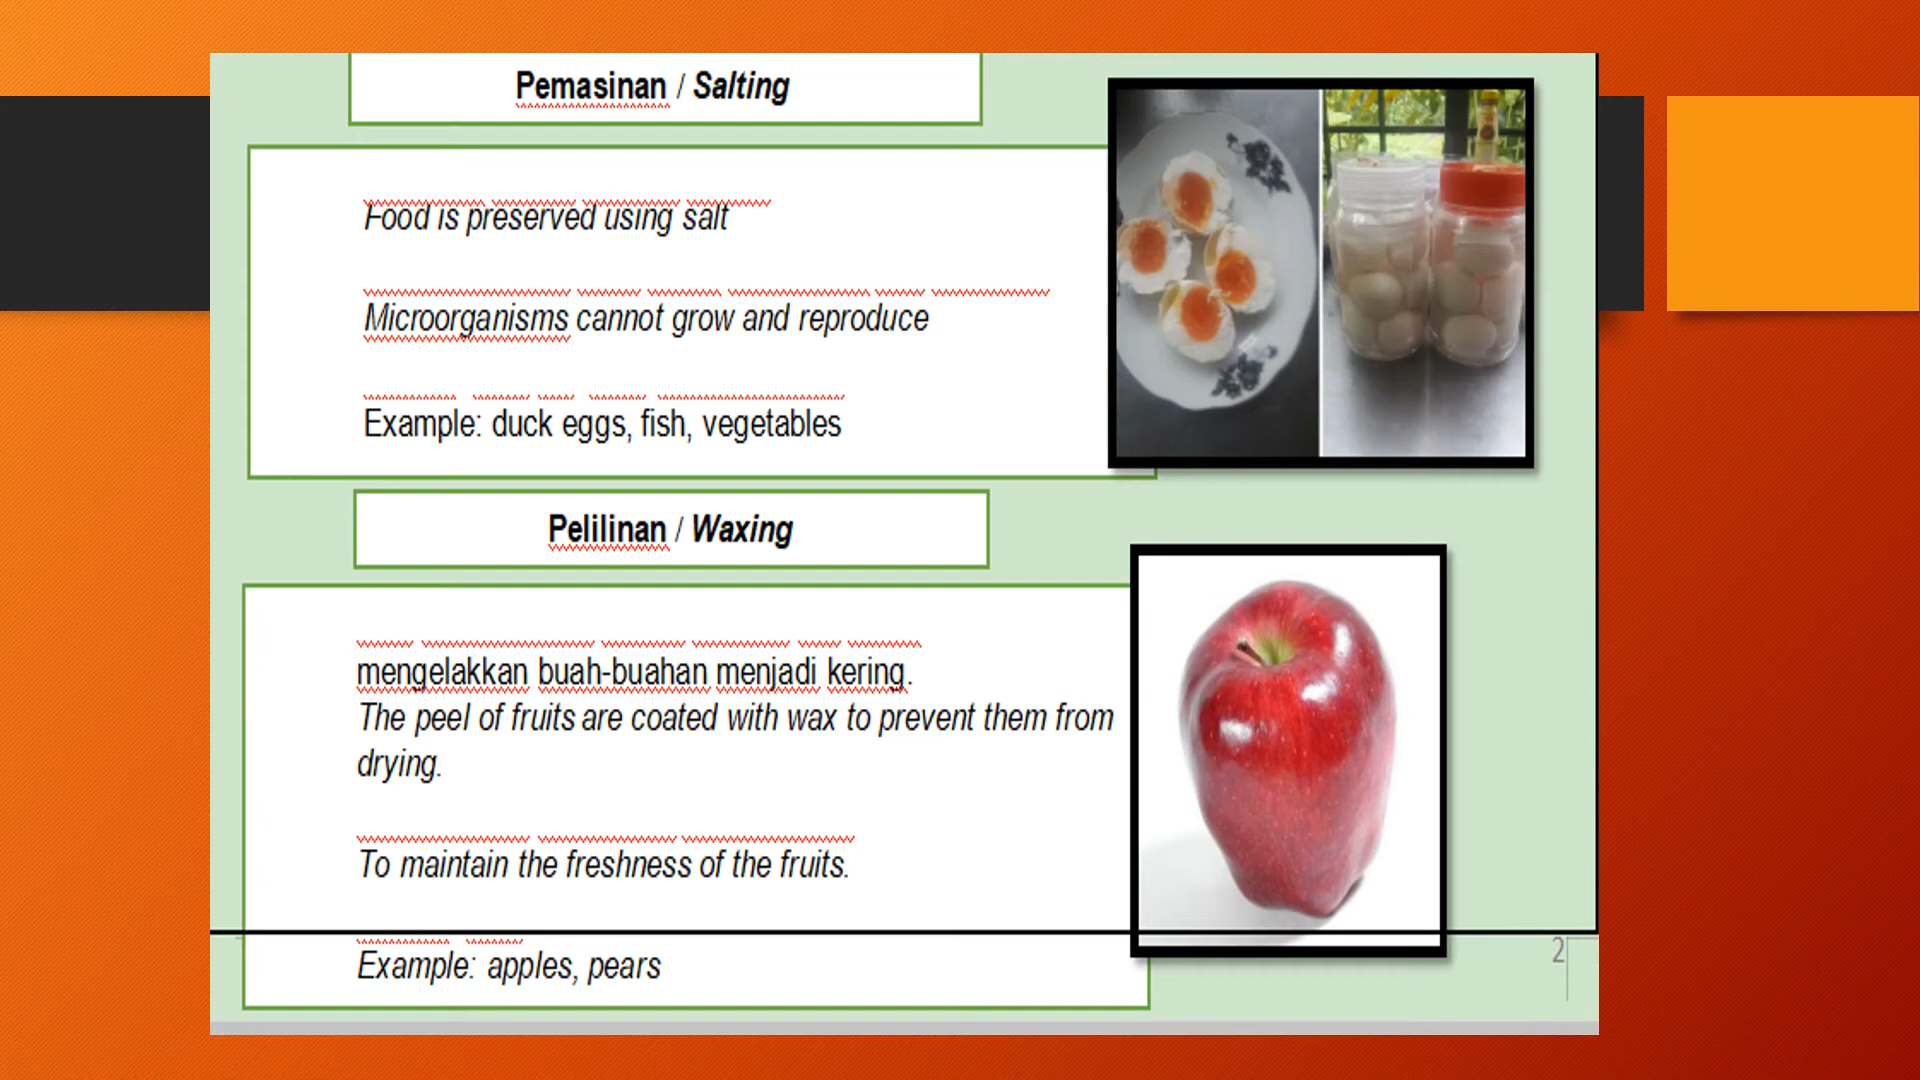 Pemasinan / Salting
Food is preserved using salt
Microorganisms cannot grow and reproduce
Example: duck eggs, fish, vegetables
Pelilinan / Waxing
mengelakkan buah-buahan menjadi kering.
The peel of fruits are coated with wax to prevent them from
drying.
To maintain the freshness of the fruits.
Example: apples, pears
2